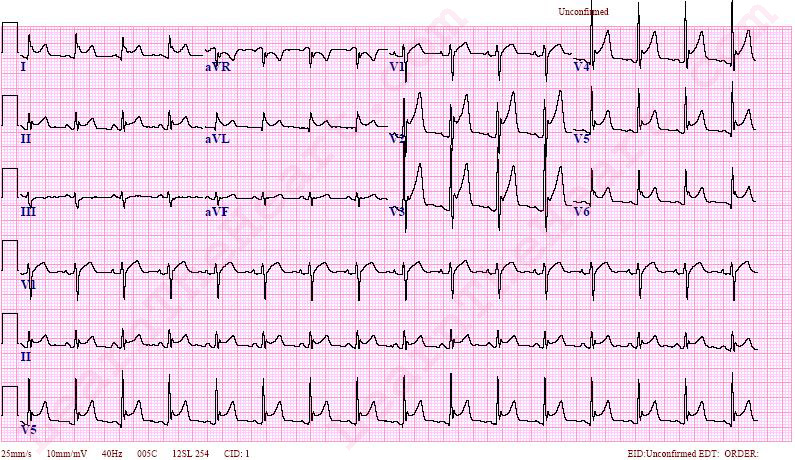 Unconfirmed
I aVR V1 V4
II aVL V2 V5
III aVF V3 V6
V1
II
V5
25mm/s 10mm/mV 40Hz 005C 12SL 254 CID: 1 EID:Unconfirmed EDT: ORDER: